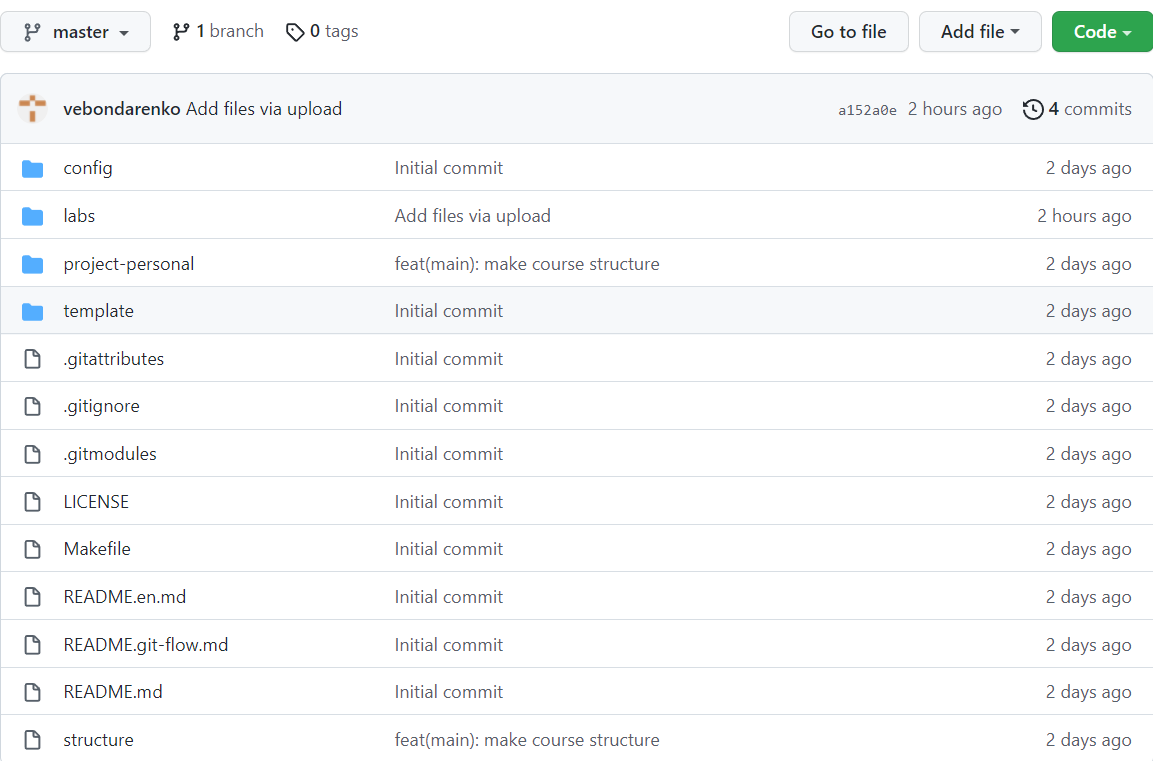 master 1 branch 0 tags Go to file Add file Code
vebondarenko Add files via upload a152a0e 2 hours ago 4 commits
config Initial commit 2 days ago
labs Add files via upload 2 hours ago
project-personal feat(main): make course structure 2 days ago
template Initial commit 2 days ago
.gitattributes Initial commit 2 days ago
.gitignore Initial commit 2 days ago
.gitmodules Initial commit 2 days ago
LICENSE Initial commit 2 days ago
Makefile Initial commit 2 days ago
README.en.md Initial commit 2 days ago
README.git-flow.md Initial commit 2 days ago
README.md Initial commit 2 days ago
structure feat(main): make course structure 2 days ago